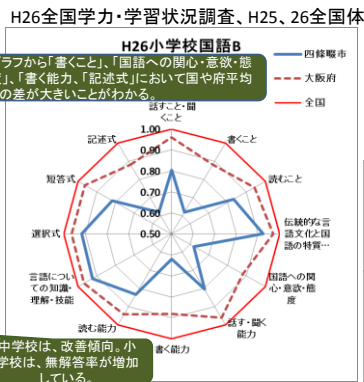 H26全国学力・学習状況調査、H25、26全国体
H26小学校国語B
グラフから「書くこと」、「国語への関心・意欲・態
度」、「書く能力、「記述式」において国や府平均
の差が大きいことがわかる。
四條畷市
大阪府
全国
話すこと・聞
くこと
書くこと
読むこと
伝統的な言
語文化と国
語の特質…
国語への関
心・意欲・態
度
話す・聞く
能力
書く能力
読む能力
言語につい
ての知識・
理解・技能
選択式
短答式
記述式
1.00
0.90
0.80
0.70
0.60
0.50
中学校は、改善傾向。小
学校は、無解答率が増加
している。